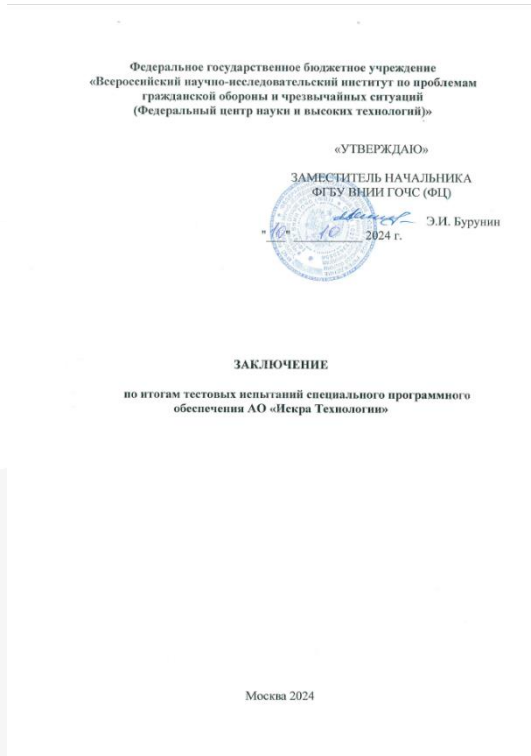 Федеральное государственное бюджетное учреждение
«Всероссийский научно-исследовательский институт по проблемам
гражданской обороны и чрезвычайных ситуаций
(Федеральный центр науки и высоких технологий)»
«УТВЕРЖДАЮ»
ЗАМЕСТИТЕЛЬ НАЧАЛЬНИКА
ФГБУ ВНИИ ГОЧС (ФЦ)
Э.И. Бурунин
"10" 10 2024 г.
ЗАКЛЮЧЕНИЕ
по итогам тестовых испытаний специального программного
обеспечения АО «Искра Технологии»
Москва 2024